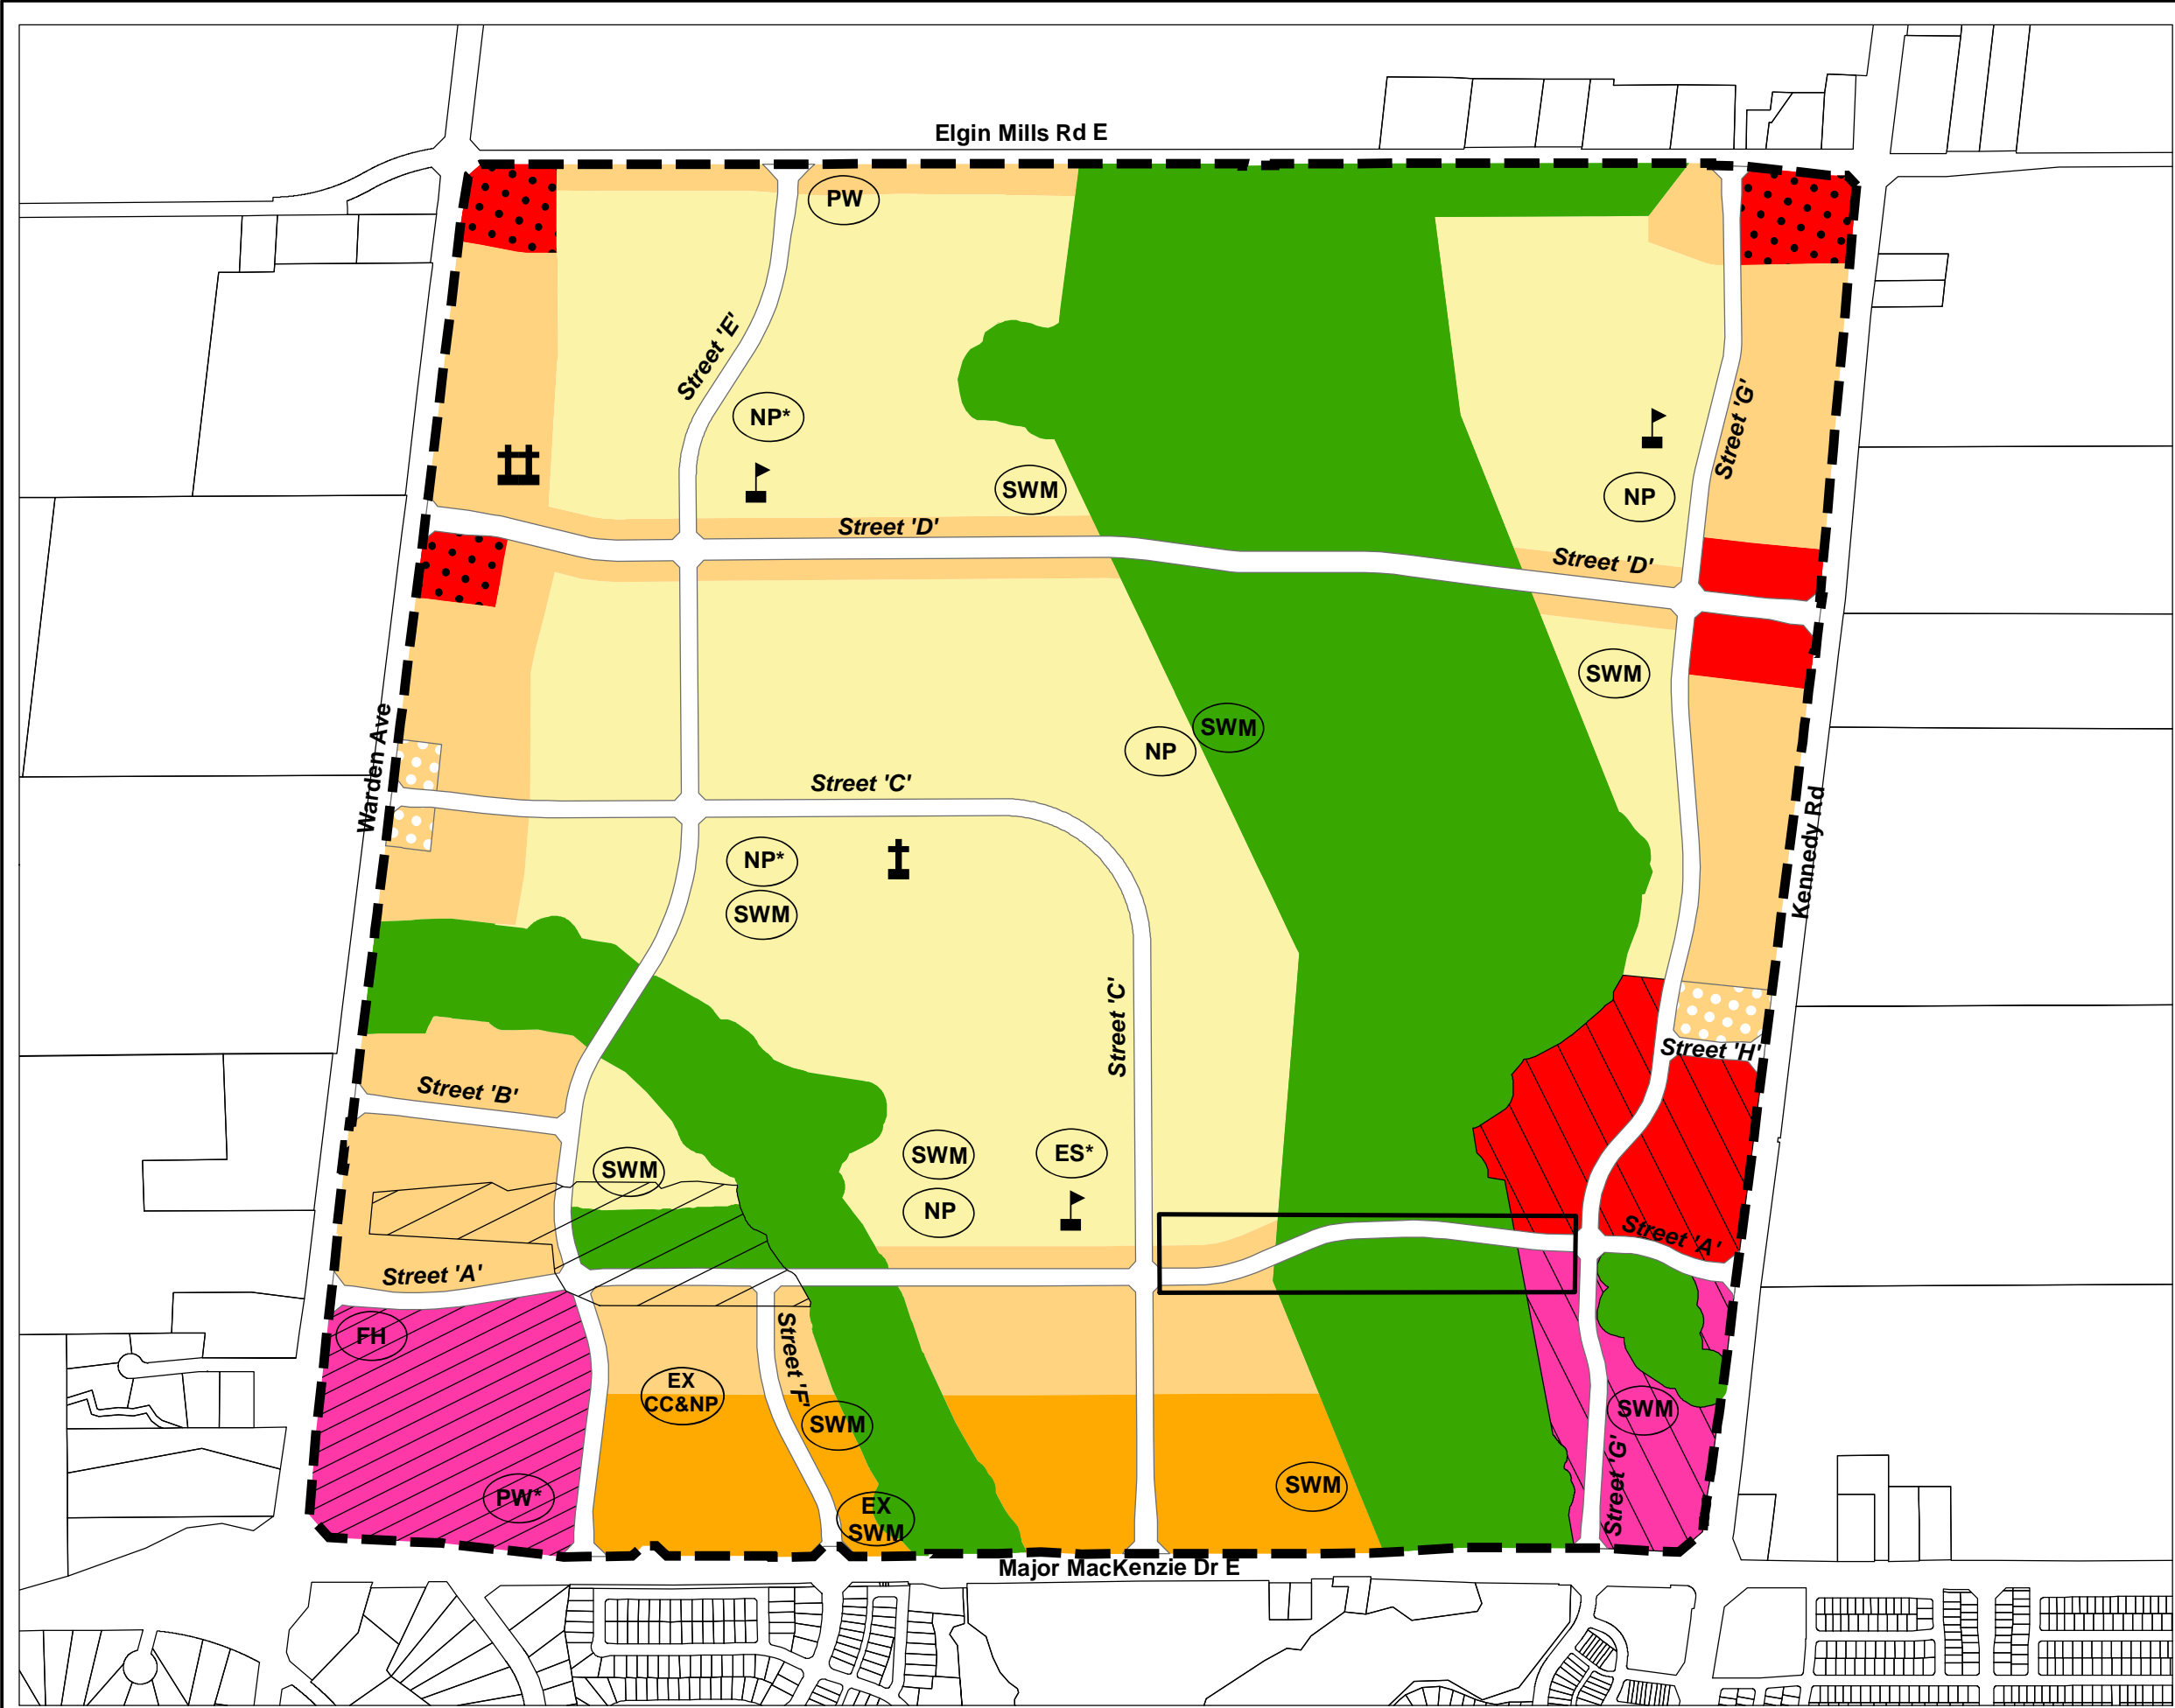 Elgin Mills Rd E
PW
Street 'E'
Street 'G'
NP*
SWM
NP
Street 'D'
Street 'D'
SWM
Warden Ave
SWM
NP
Street 'C'
Kennedy Rd
NP*
SWM
Street 'C'
Street 'H'
Street 'B'
SWM
ES*
SWM
NP
Street 'A'
Street 'A'
FH
Street 'F'
EX
CC&NP
SWM
SWM
Street 'G'
SWM
PW*
EX
SWM
Major MacKenzie Dr E